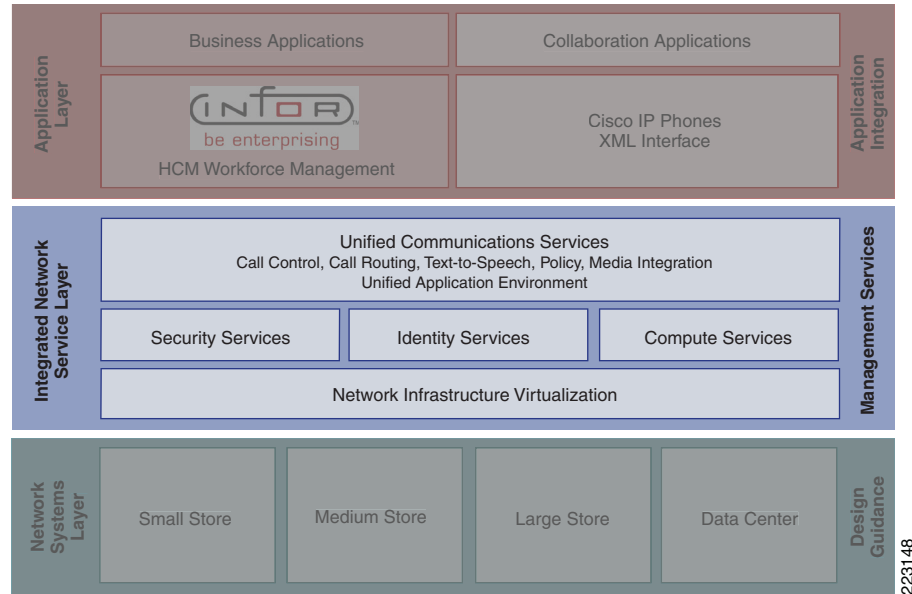 Application
Layer
Business Applications
Collaboration Applications
INFOR™
be enterprising
HCM Workforce Management
Cisco IP Phones
XML Interface
Application
Integration
Integrated Network
Service Layer
Unified Communications Services
Call Control, Call Routing, Text-to-Speech, Policy, Media Integration
Unified Application Environment
Security Services
Identity Services
Compute Services
Network Infrastructure Virtualization
Management Services
Network
Systems
Layer
Small Store
Medium Store
Large Store
Data Center
Design
Guidance
223148